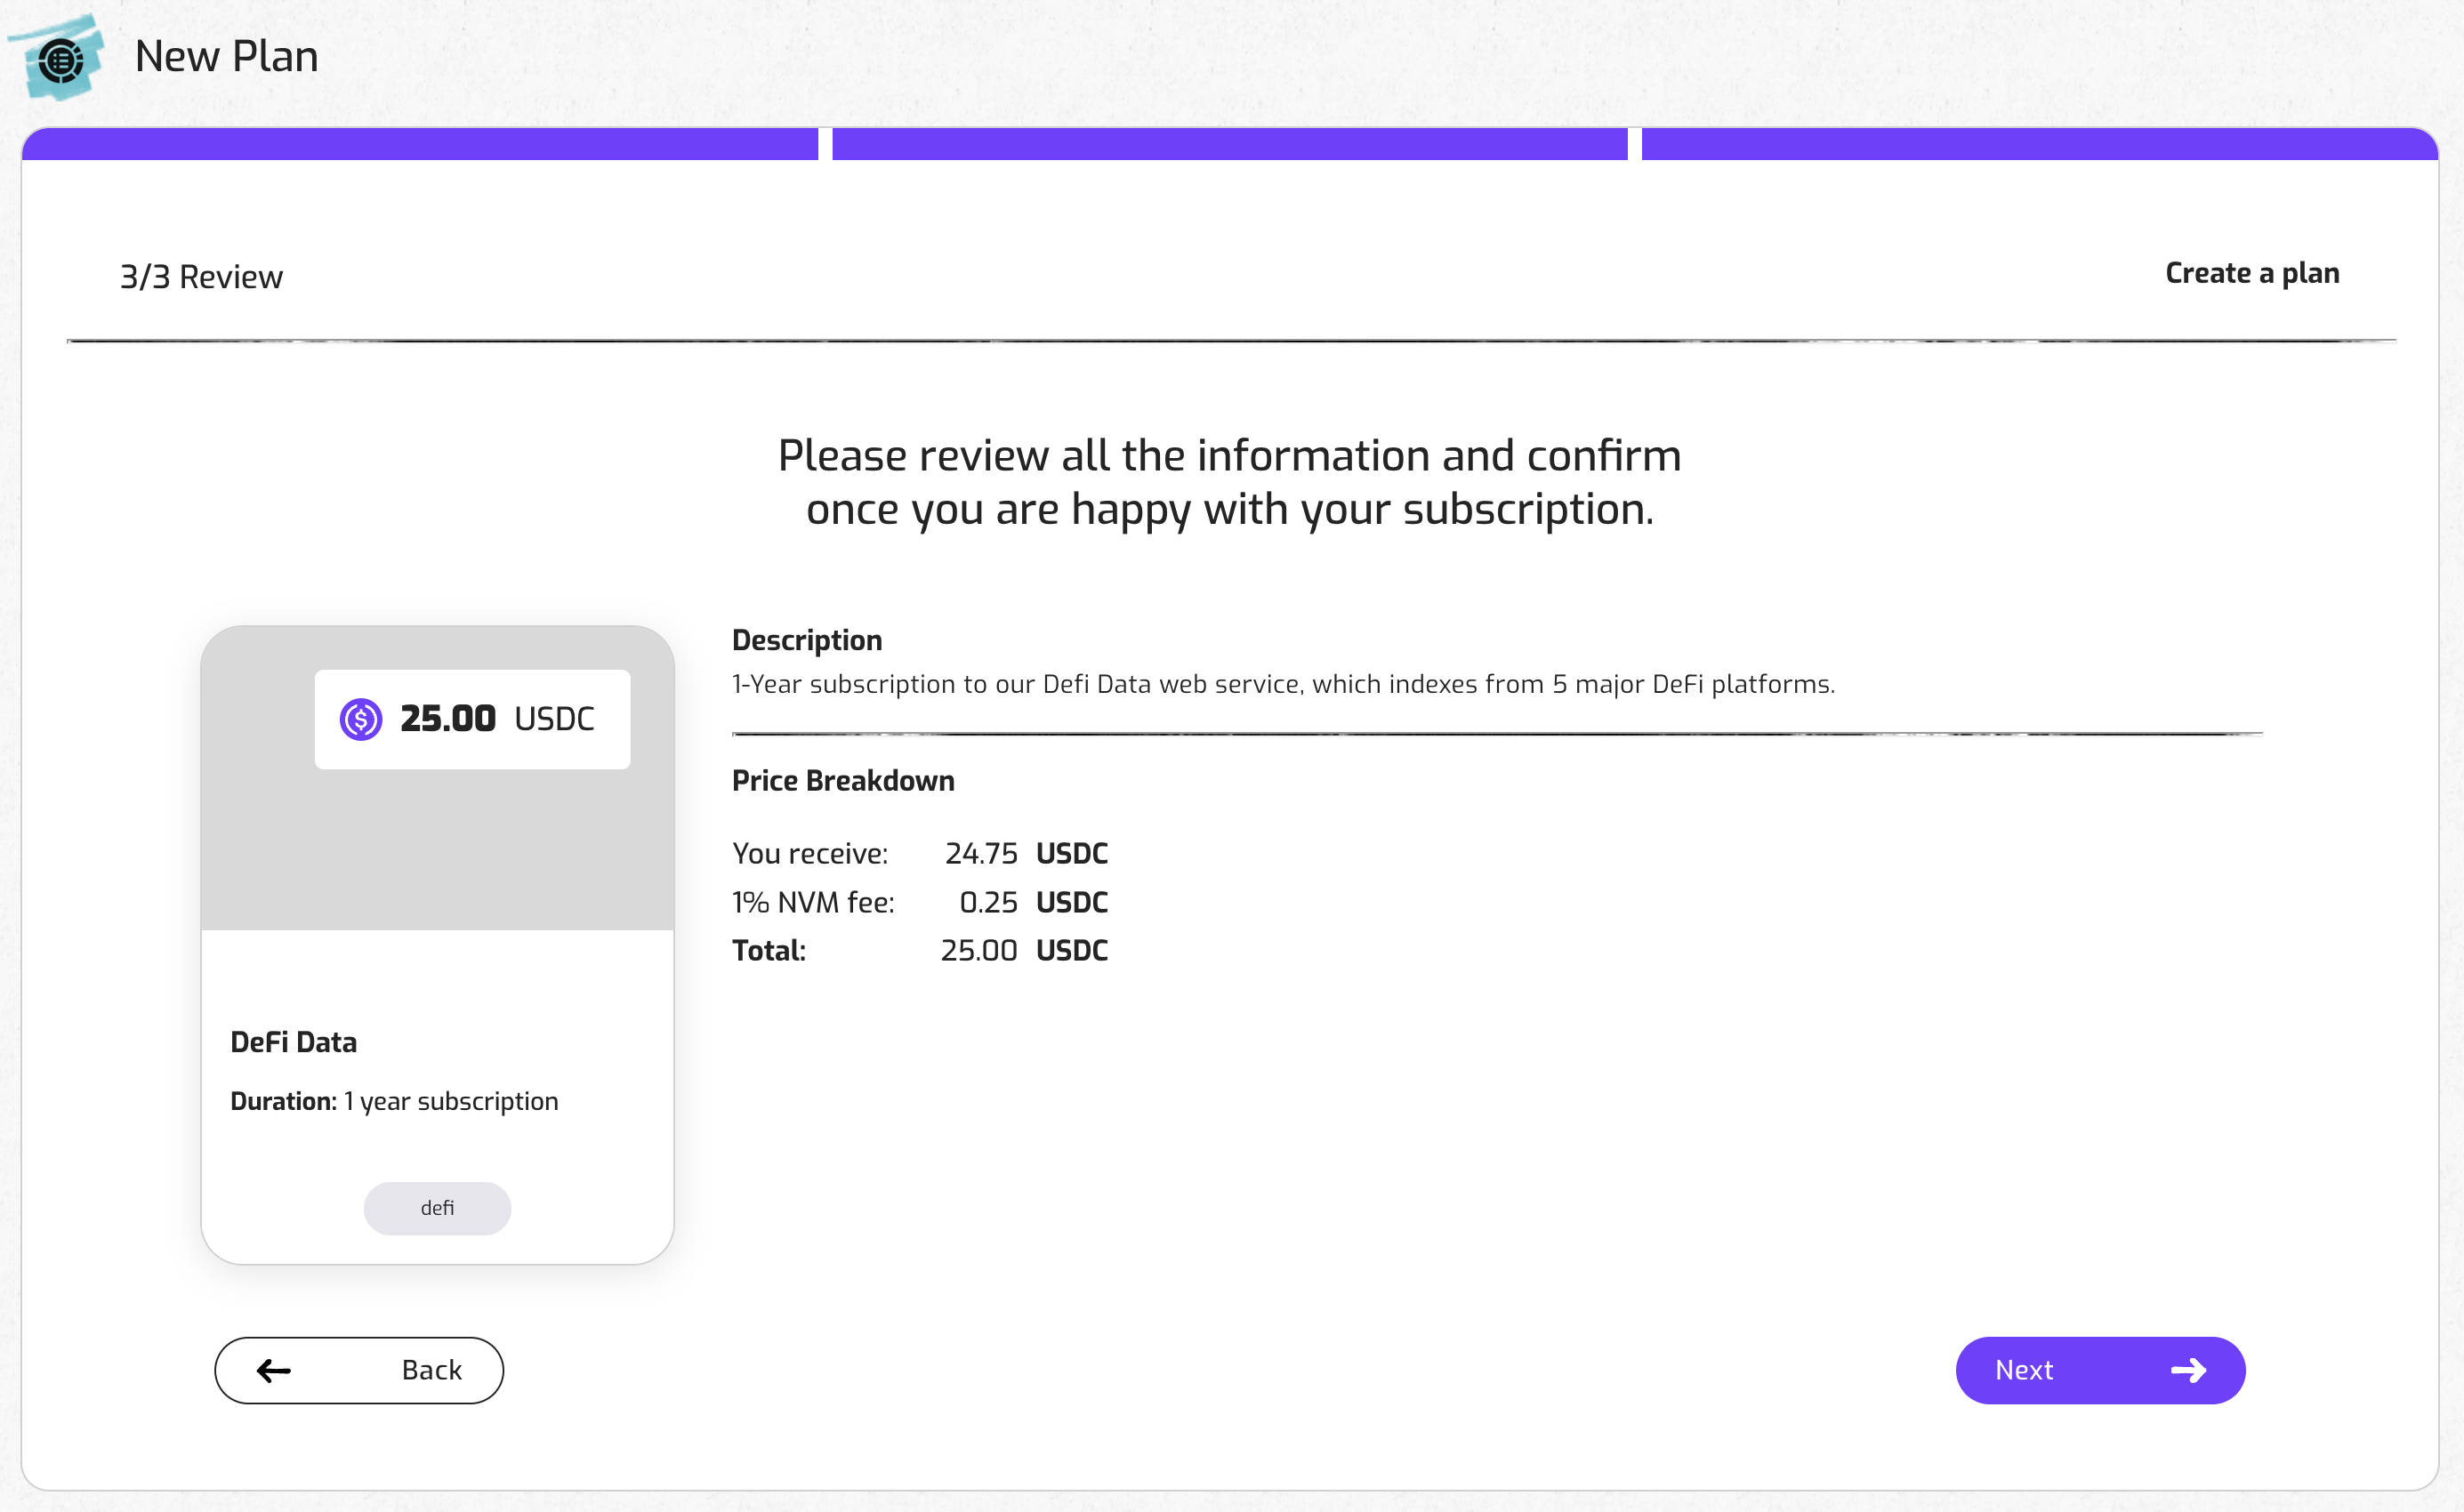 New Plan
3/3 Review
Create a plan
Please review all the information and confirm
once you are happy with your subscription.
25.00 USDC
DeFi Data
Duration: 1 year subscription
defi
Description
1-Year subscription to our Defi Data web service, which indexes from 5 major DeFi platforms.
Price Breakdown
You receive: 24.75 USDC
1% NVM fee: 0.25 USDC
Total: 25.00 USDC
Back
Next